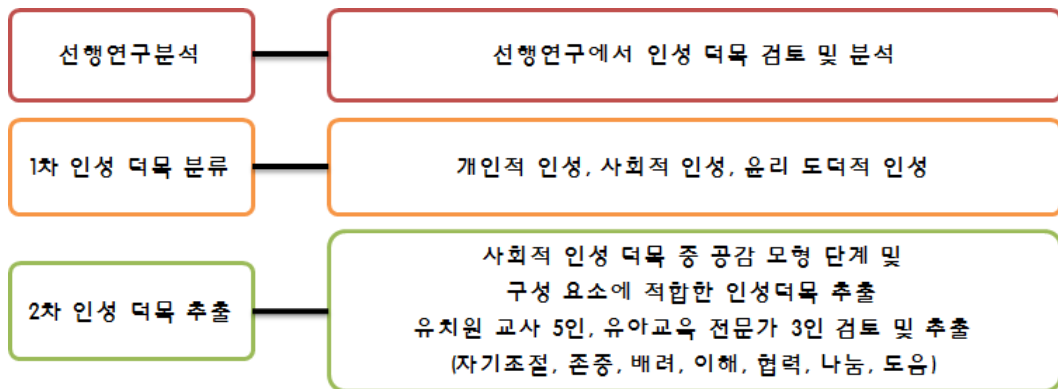 선행연구분석
선행연구에서 인성 덕목 검토 및 분석
1차 인성 덕목 분류
개인적 인성, 사회적 인성, 윤리 도덕적 인성
2차 인성 덕목 추출
사회적 인성 덕목 중 공감 모형 단계 및
구성 요소에 적합한 인성덕목 추출
유치원 교사 5인, 유아교육 전문가 3인 검토 및 추출
(자기조절, 존중, 배려, 이해, 협력, 나눔, 도음)